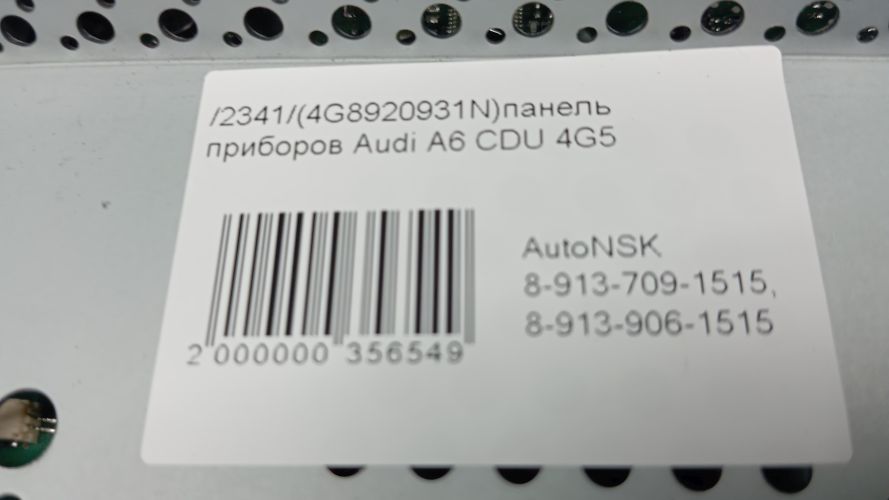 /2341/(4G8920931N)панель
приборов Audi A6 CDU 4G5
AutoNSK
8-913-709-1515,
8-913-906-1515
2 000000 356549